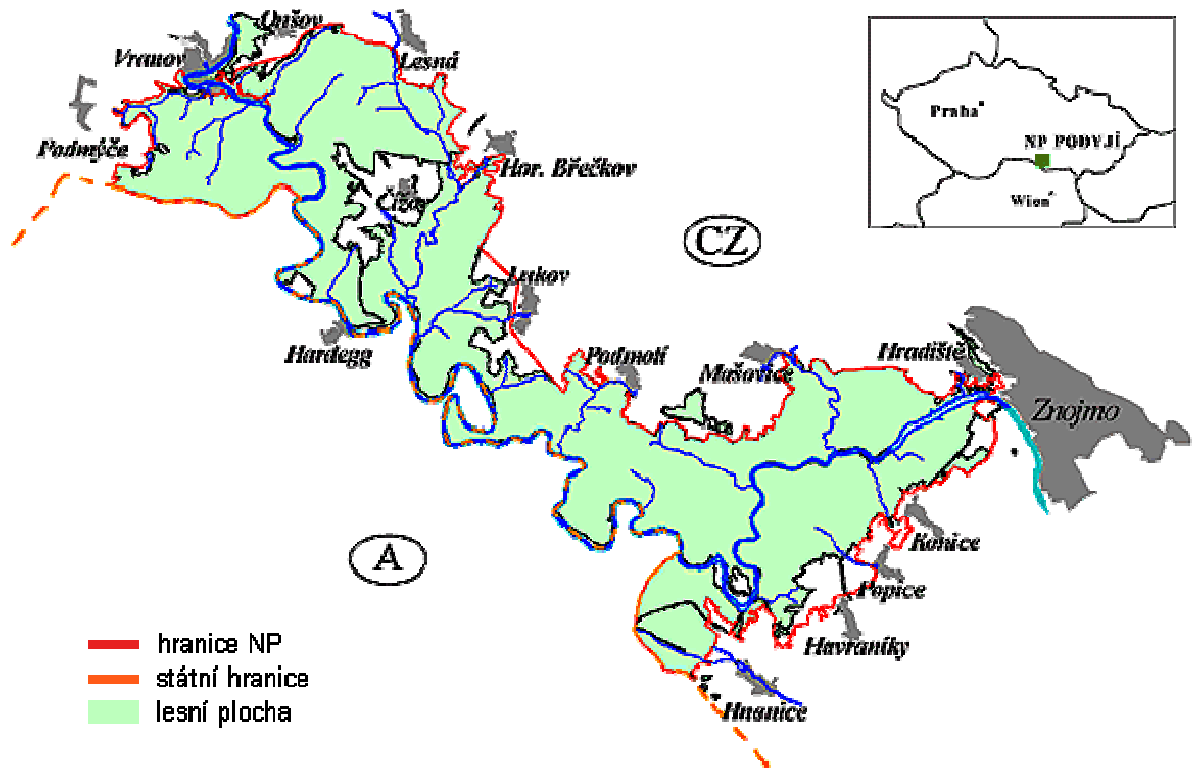 Onšov
Vranov
Lesná
Podmýče
Hor. Břečkov
Čížov
Lukov
Hardegg
Podmolí
Mašovice
Hradiště
Znojmo
Konice
Popice
Havraníky
Hnanice
CZ
A
Praha
NP PODYJÍ
Wien
hranice NP
státní hranice
lesní plocha